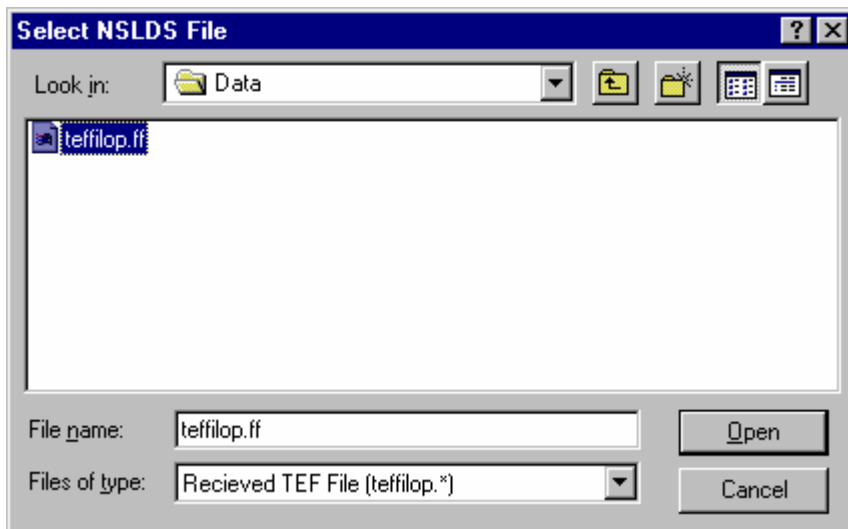 Select NSLDS File
Look in: Data
teffilop.ff
File name: teffilop.ff Open
Files of type: Recieved TEF File (teffilop.*) Cancel